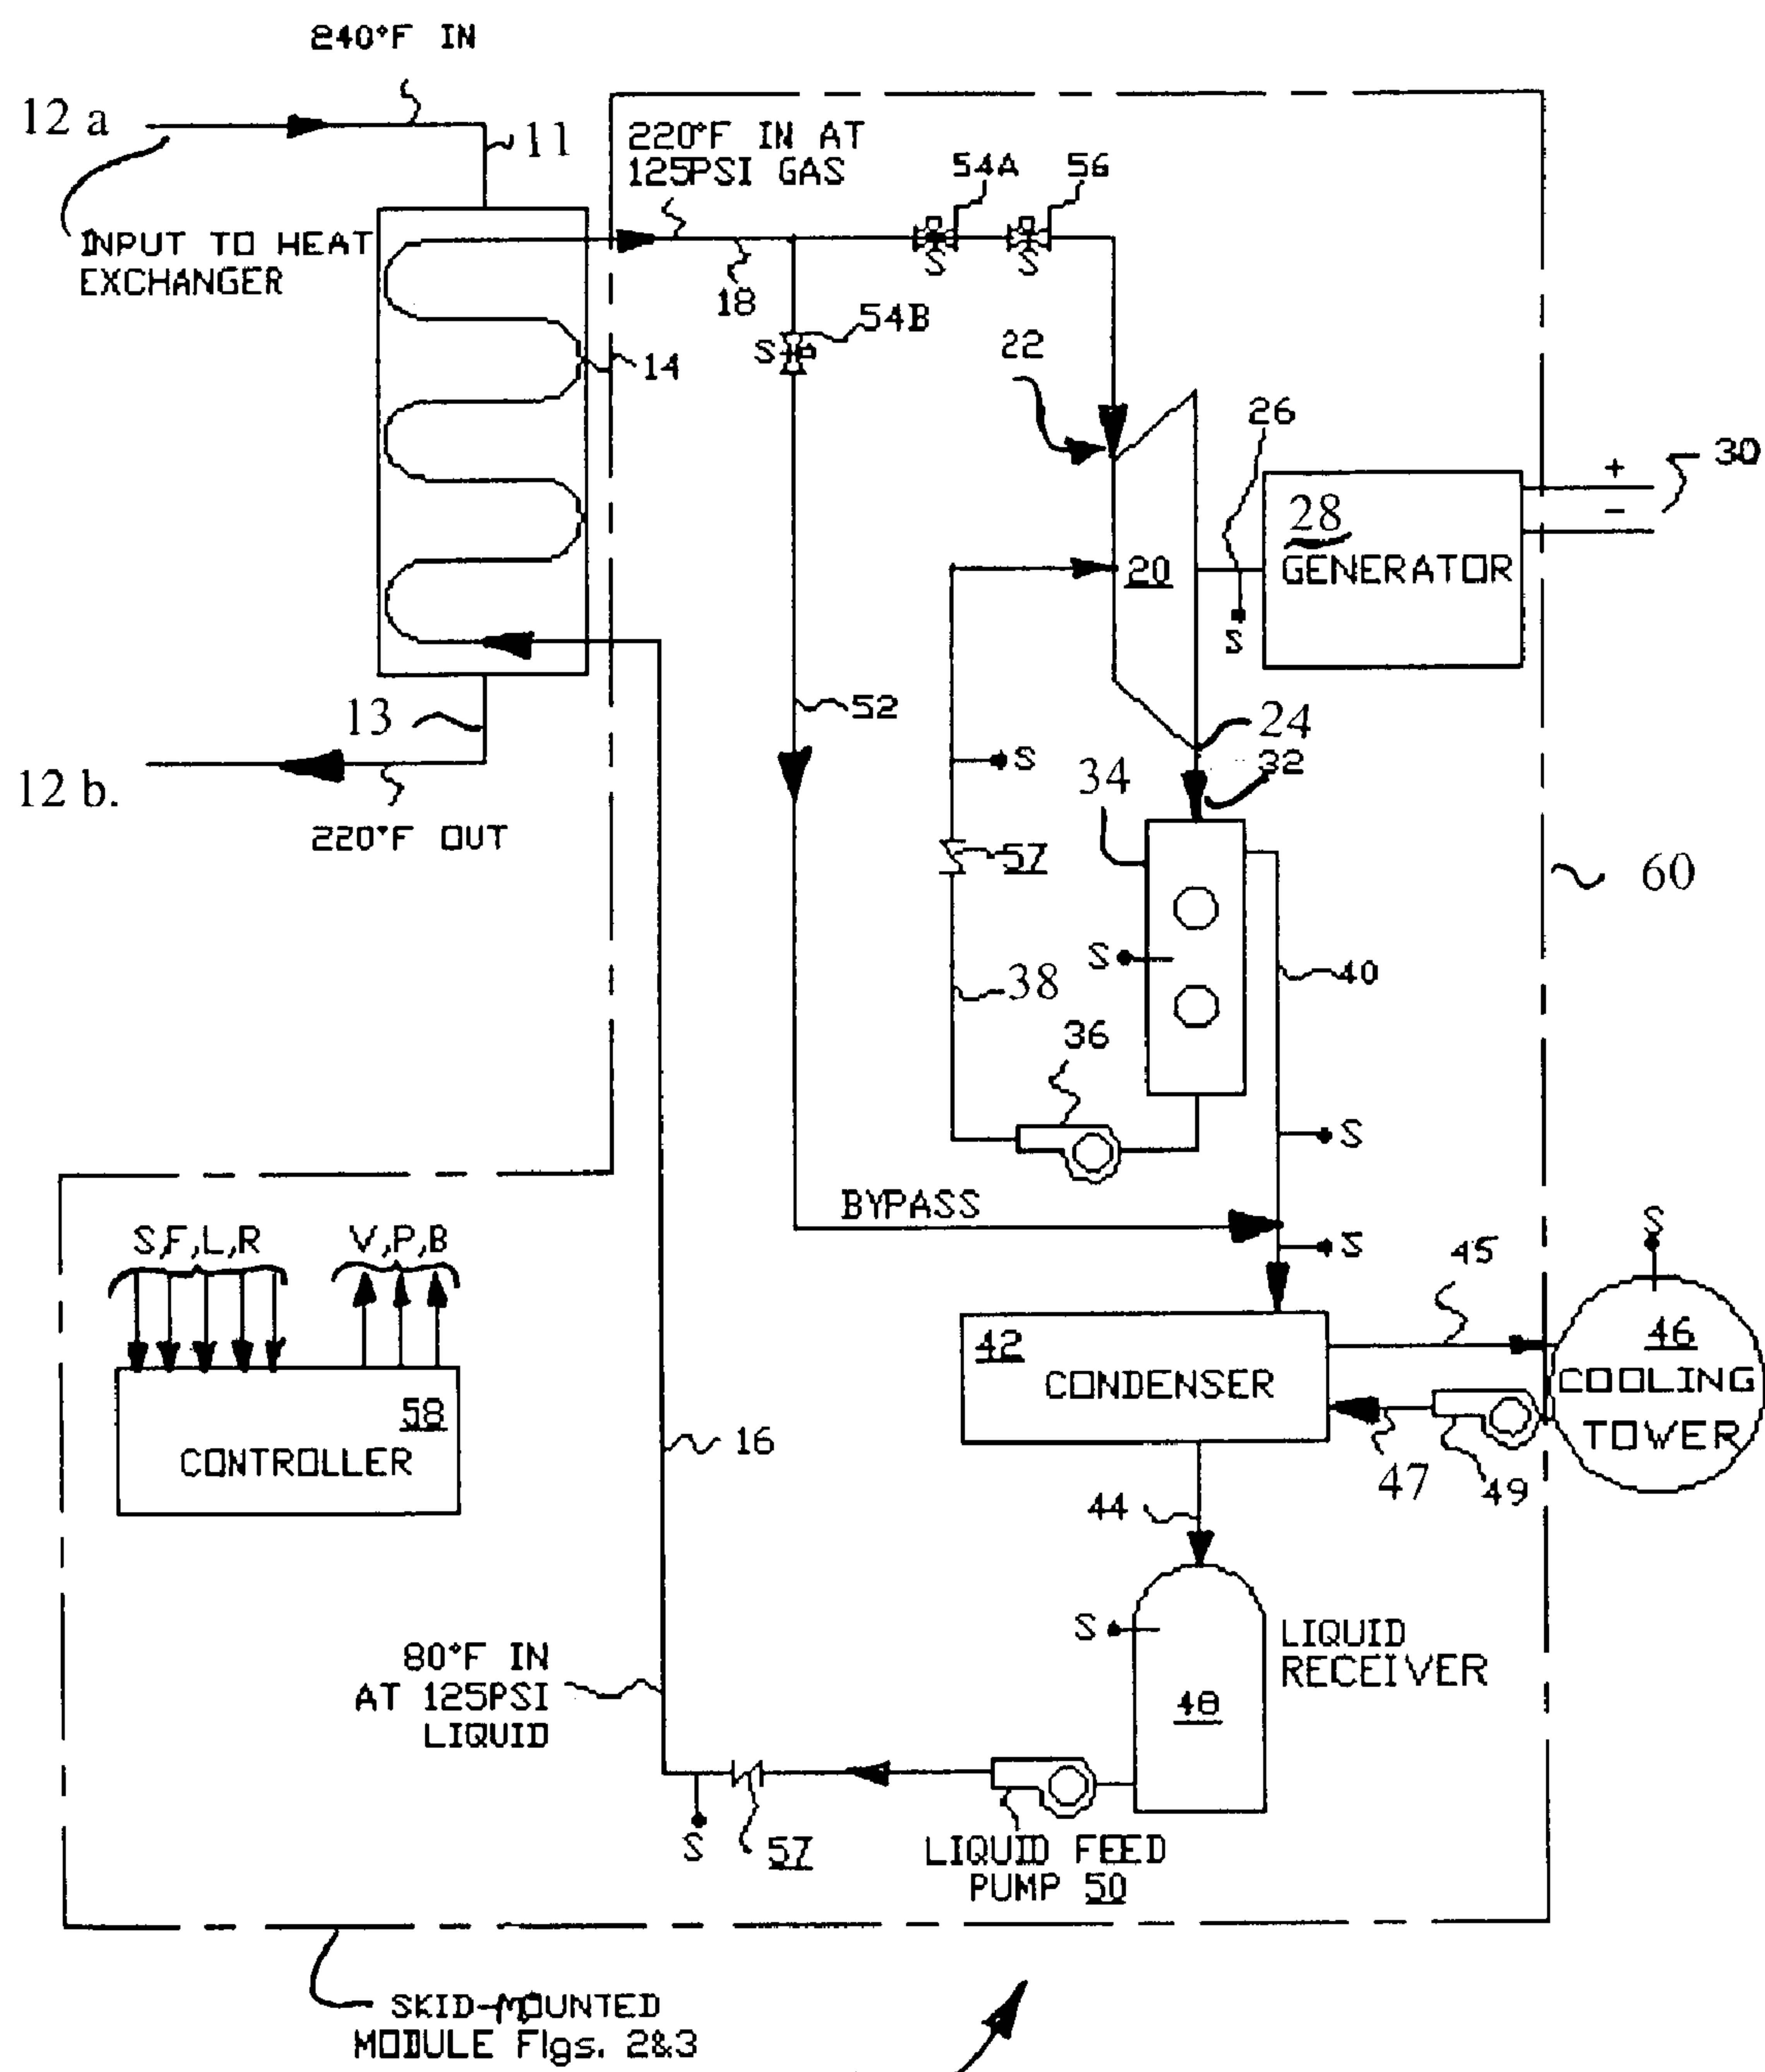 240°F IN
12 a
11
220°F IN AT
125PSI GAS
54A
56
INPUT TO HEAT
EXCHANGER
18
54B
S
S
S
14
22
26
30
+
−
28
GENERATOR
20
S
13
52
24
32
12 b.
220°F OUT
S
34
57
60
S
38
40
36
S
BYPASS
S
S,F,L,R
V,P,B
45
S
42
CONDENSER
46
COOLING
TOWER
58
CONTROLLER
16
47
49
44
80°F IN
AT 125PSI
LIQUID
S
LIQUID
RECEIVER
48
S
57
LIQUID FEED
PUMP 50
SKID-MOUNTED
MODULE FIgs. 2&3